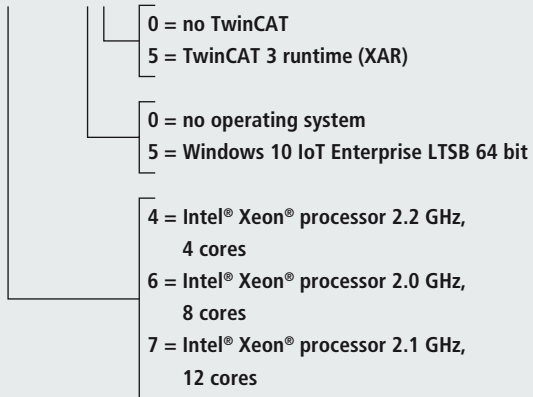 0 = no TwinCAT
5 = TwinCAT 3 runtime (XAR)
0 = no operating system
5 = Windows 10 IoT Enterprise LTSB 64 bit
4 = Intel® Xeon® processor 2.2 GHz,
4 cores
6 = Intel® Xeon® processor 2.0 GHz,
8 cores
7 = Intel® Xeon® processor 2.1 GHz,
12 cores